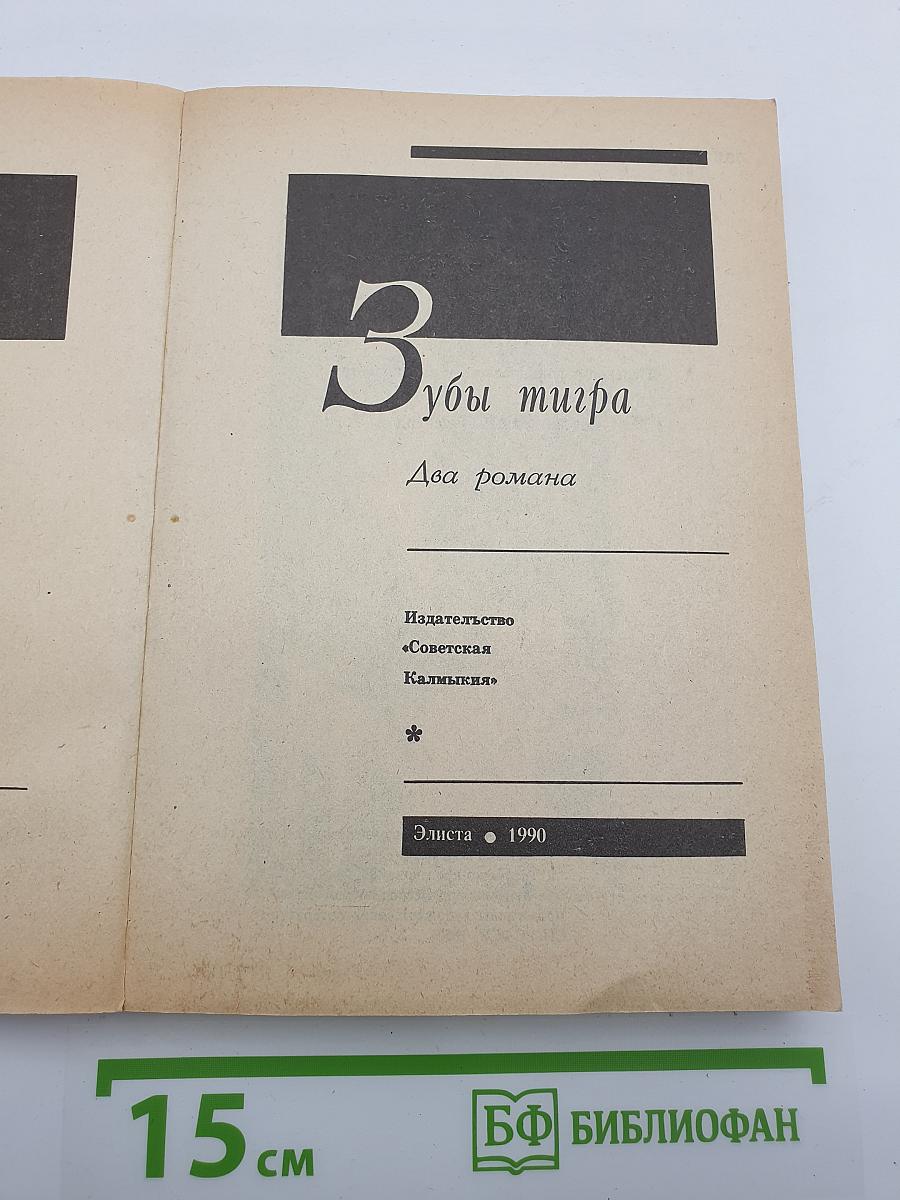 Зубы тигра
Два романа
Издательство
«Советская
Калмыкия»
*
Элиста ● 1990
15 см
БФ БИБЛИОФАН